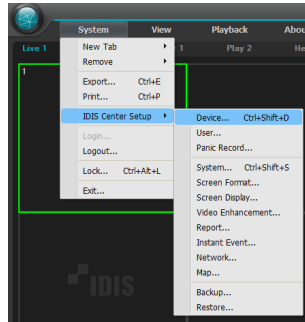 System View Playback Abou
Live 1 Play 2 He
1
New Tab
Remove
Export... Ctrl+E
Print... Ctrl+P
IDIS Center Setup
Login...
Logout...
Lock... Ctrl+Alt+L
Exit...
Device... Ctrl+Shift+D
User...
Panic Record...
System... Ctrl+Shift+S
Screen Format...
Screen Display...
Video Enhancement...
Report...
Instant Event...
Network...
Map...
Backup...
Restore...
IDIS